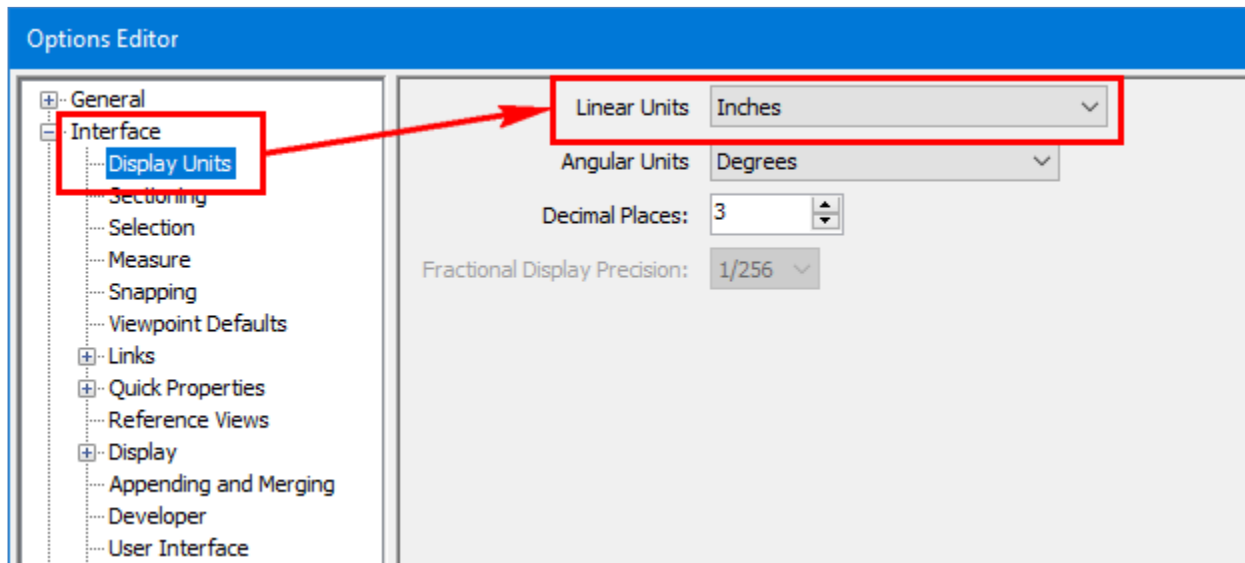 Options Editor
General
Interface
Display Units
Sectioning
Selection
Measure
Snapping
Viewpoint Defaults
Links
Quick Properties
Reference Views
Display
Appending and Merging
Developer
User Interface
Linear Units Inches
Angular Units Degrees
Decimal Places: 3
Fractional Display Precision: 1/256